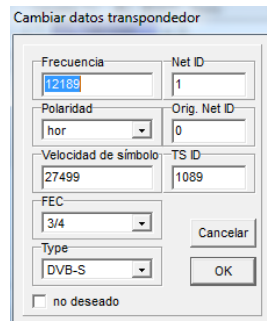 Cambiar datos transpondedor
Frecuencia Net ID
12189 1
Polaridad Orig. Net ID
hor 0
Velocidad de símbolo TS ID
27499 1089
FEC
3/4
Cancelar
Type
DVB-S
OK
no deseado